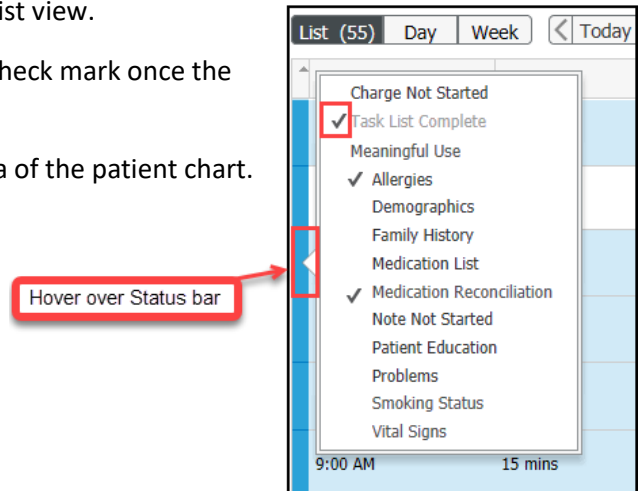 ist view.
heck mark once the
a of the patient chart.
Hover over Status bar
List (55) Day Week Today
Charge Not Started
Task List Complete
Meaningful Use
Allergies
Demographics
Family History
Medication List
Medication Reconciliation
Note Not Started
Patient Education
Problems
Smoking Status
Vital Signs
9:00 AM 15 mins